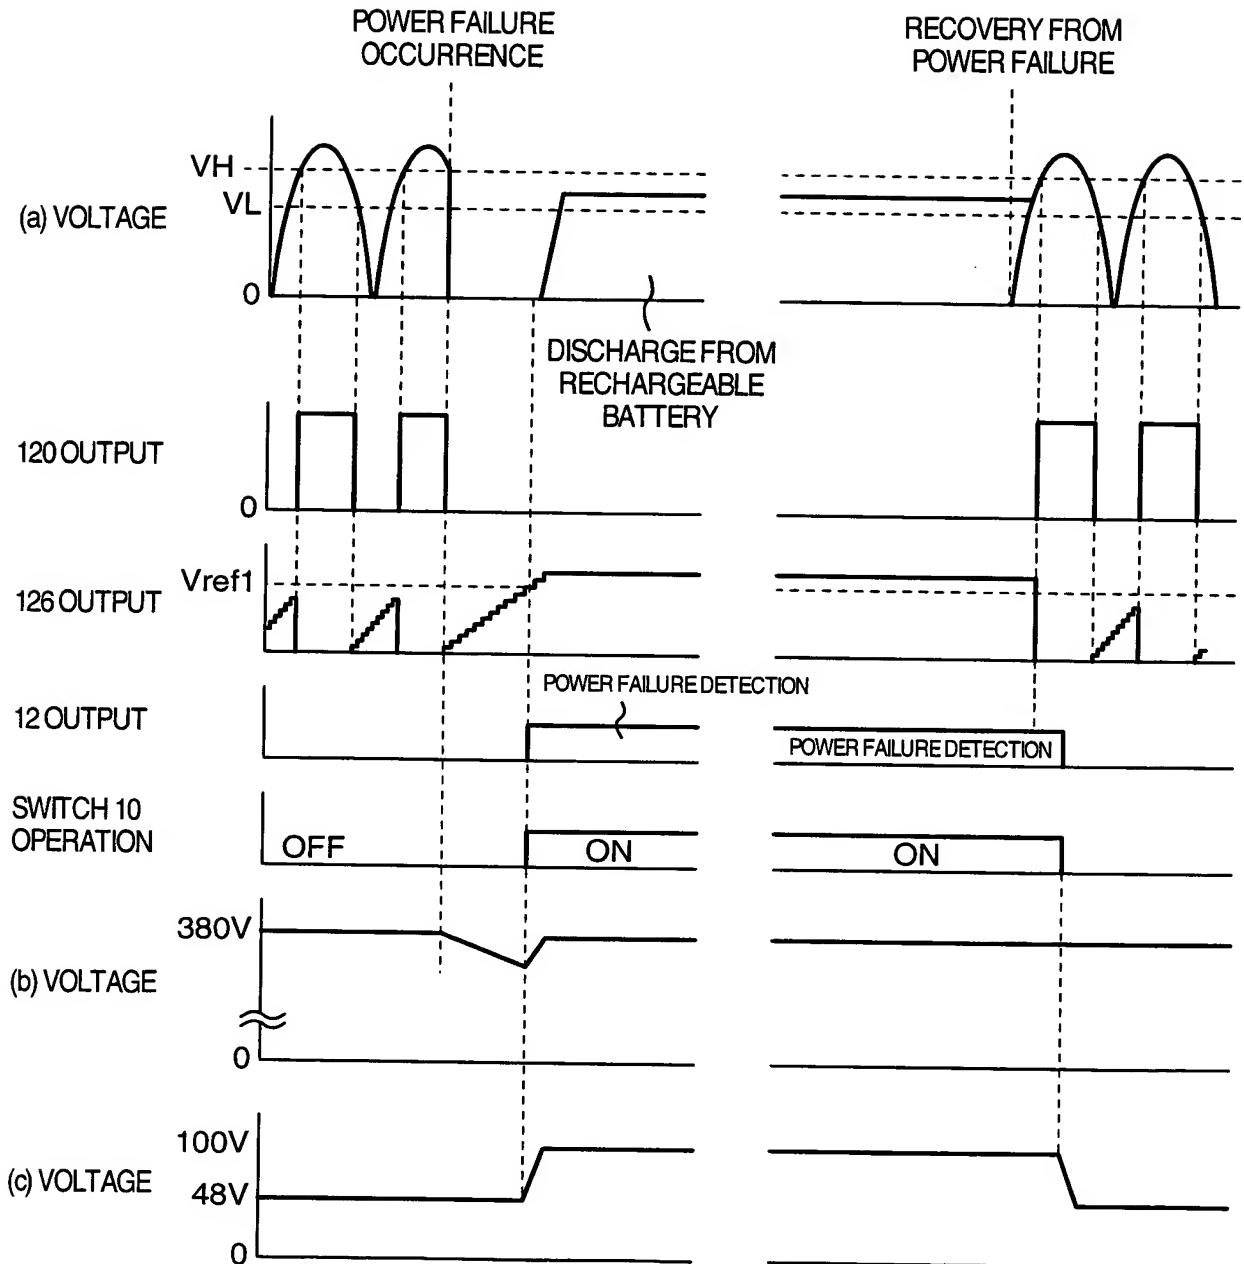 POWER FAILURE
OCCURRENCE
RECOVERY FROM
POWER FAILURE
VH
VL
(a) VOLTAGE
0
DISCHARGE FROM
RECHARGEABLE
BATTERY
120 OUTPUT
0
Vref1
126 OUTPUT
POWER FAILURE DETECTION
12 OUTPUT
POWER FAILURE DETECTION
SWITCH 10
OPERATION
OFF
ON
ON
380V
(b) VOLTAGE
0
100V
(c) VOLTAGE
48V
0